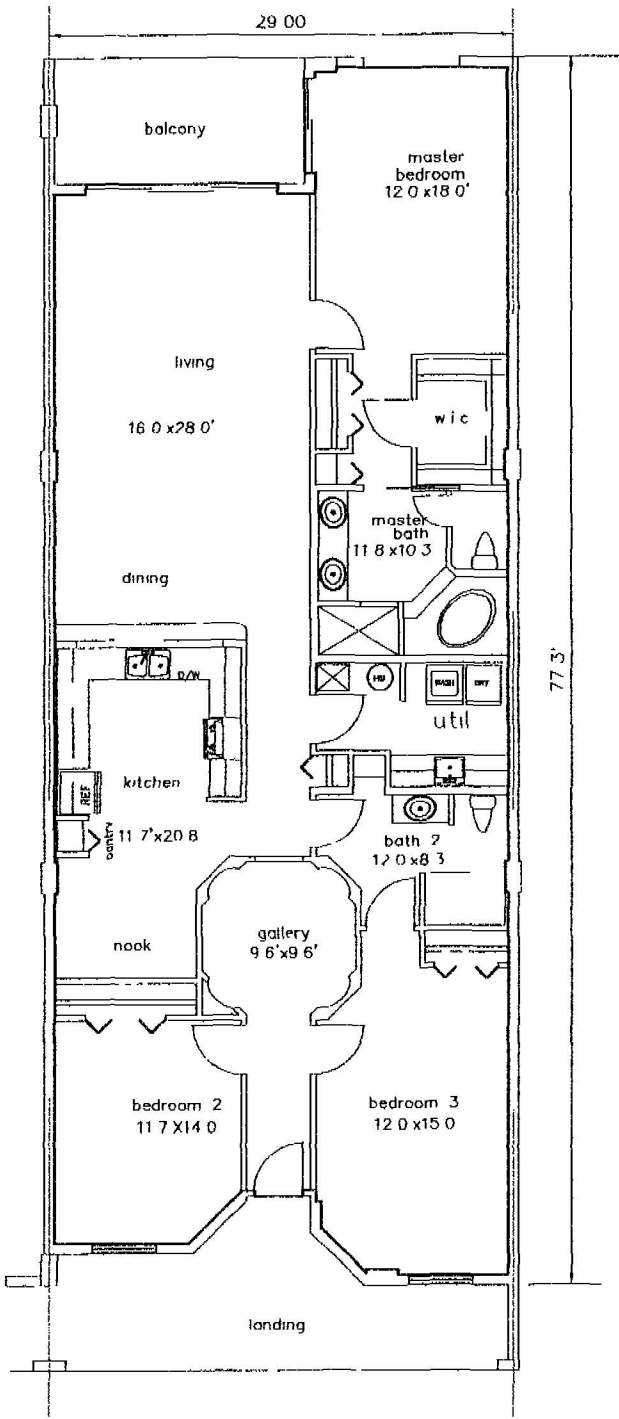 29 00
balcony
master
bedroom
12 0 x18 0'
living
16 0 x28 0'
wic
master
bath
11 8 x10 3
dining
77 3'
D/W
HW
WASH
DRY
util
kitchen
REF
pantry
11 7'x20 8
bath 2
12 0 x8 3
gallery
9 6'x9 6'
nook
bedroom 2
11 7 X14 0
bedroom 3
12 0 x15 0
landing